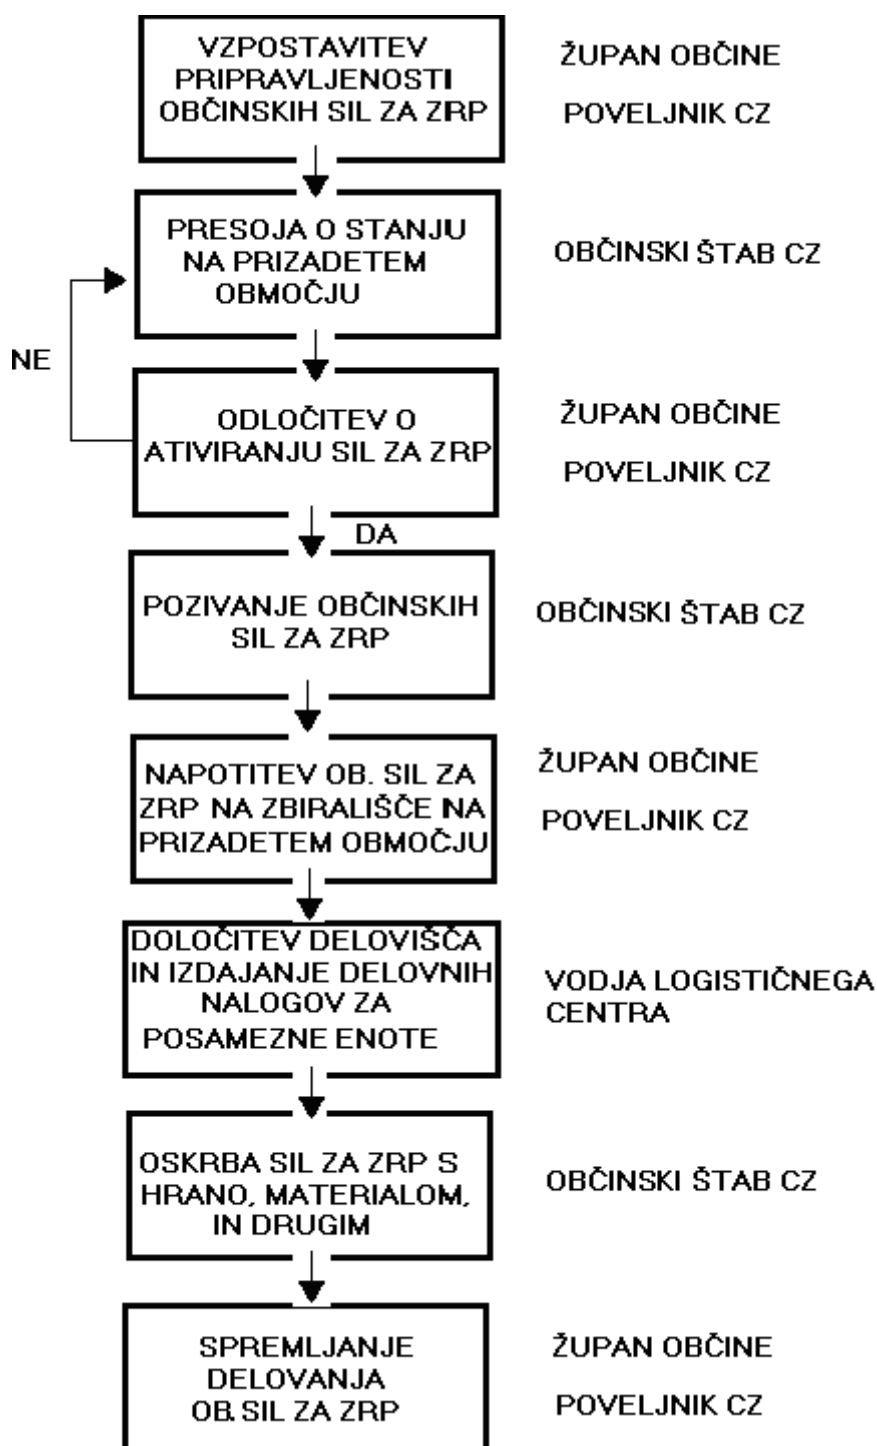 VZPOSTAVITEV
PRIPRAVLJENOSTI
OBČINSKIH SIL ZA ZRP
ŽUPAN OBČINE
POVELJNIK CZ
PRESOJA O STANJU
NA PRIZADETEM
OBMOČJU
OBČINSKI ŠTAB CZ
NE
ODLOČITEV O
ATIVIRANJU SIL ZA ZRP
ŽUPAN OBČINE
POVELJNIK CZ
DA
POZIVANJE OBČINSKIH
SIL ZA ZRP
OBČINSKI ŠTAB CZ
NAPOTITEV OB. SIL ZA
ZRP NA ZBIRALIŠČE NA
PRIZADETEM OBMOČJU
ŽUPAN OBČINE
POVELJNIK CZ
DOLOČITEV DELOVIŠČA
IN IZDAJANJE DELOVNIH
NALOGOV ZA
POSAMEZNE ENOTE
VODJA LOGISTIČNEGA
CENTRA
OSKRBA SIL ZA ZRP S
HRANO, MATERIALOM,
IN DRUGIM
OBČINSKI ŠTAB CZ
SPREMLJANJE
DELOVANJA
OB. SIL ZA ZRP
ŽUPAN OBČINE
POVELJNIK CZ